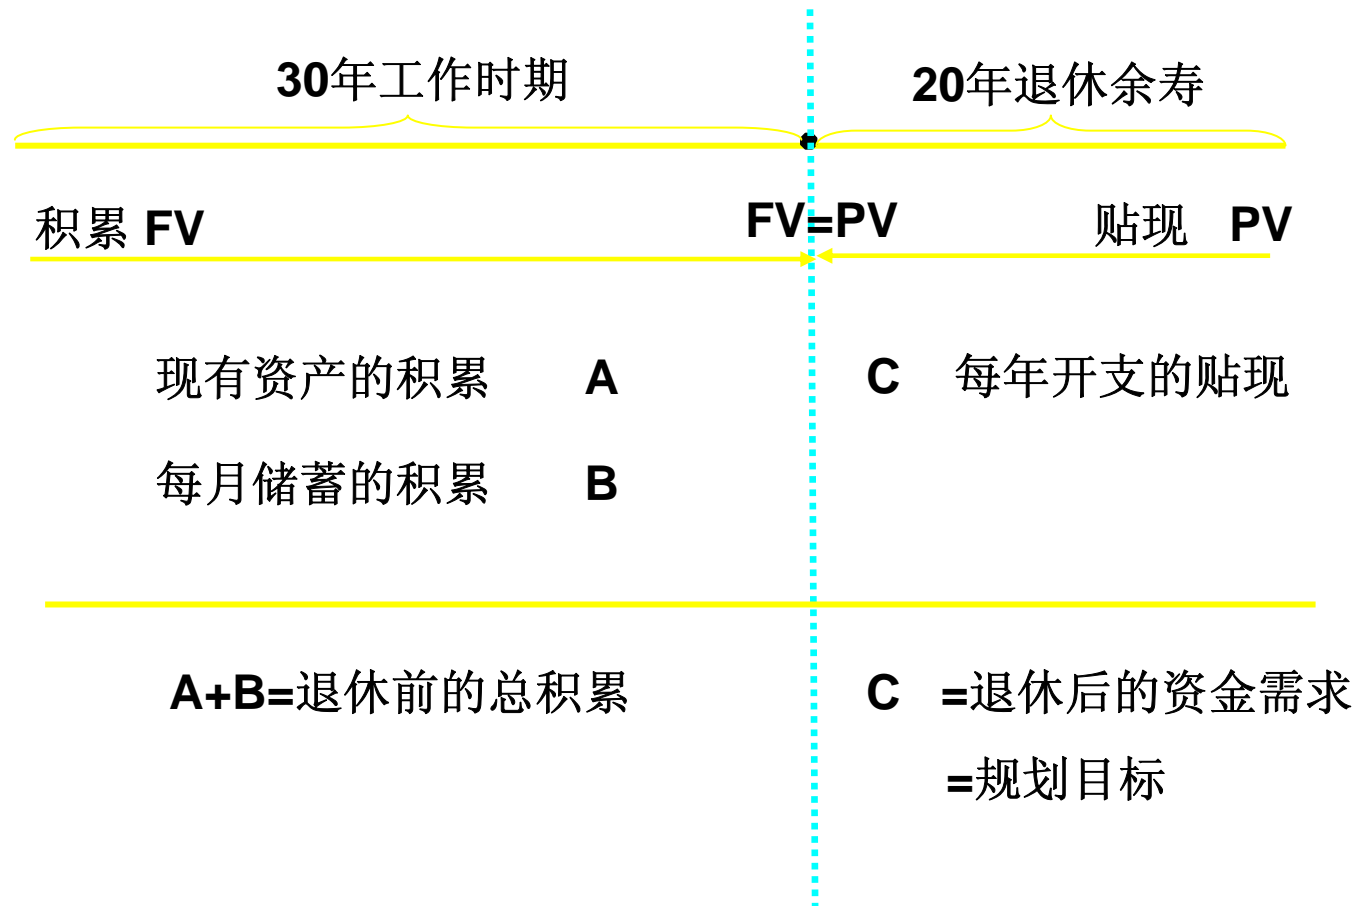 30年工作时期
20年退休余寿
积累 FV
FV=PV
贴现 PV
现有资产的积累 A
C 每年开支的贴现
每月储蓄的积累 B
A+B=退休前的总积累
C =退休后的资金需求
=规划目标